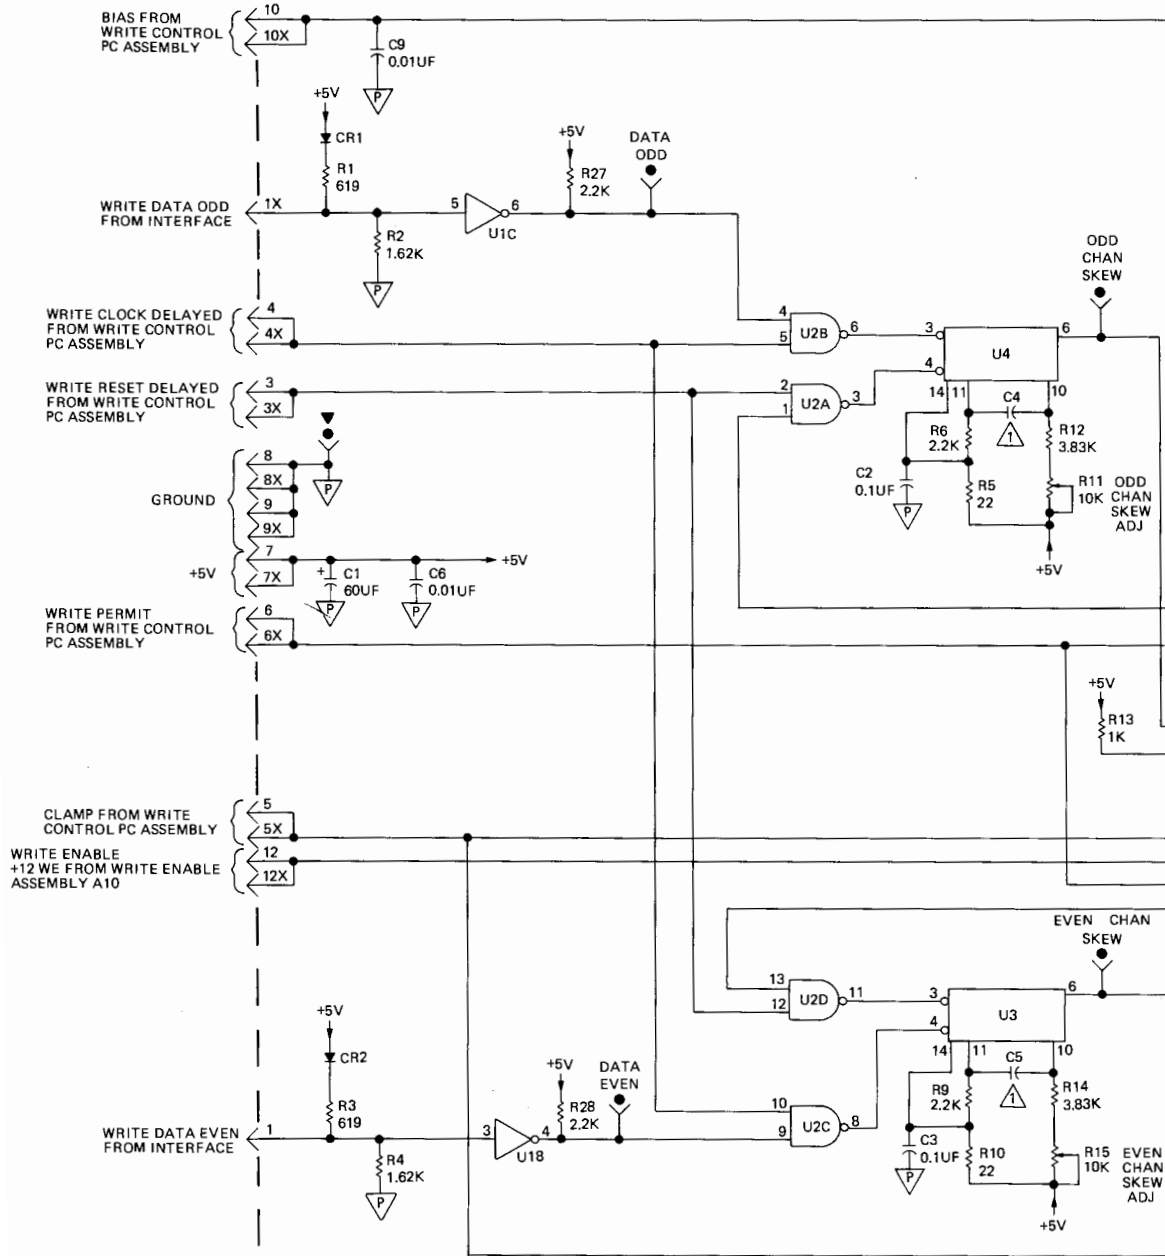 BIAS FROM
WRITE CONTROL
PC ASSEMBLY
10
10X
C9
0.01UF
P
+5V
CR1
R1
619
WRITE DATA ODD
FROM INTERFACE
1X
R2
1.62K
P
5
6
U1C
+5V
R27
2.2K
DATA
ODD
WRITE CLOCK DELAYED
FROM WRITE CONTROL
PC ASSEMBLY
4
4X
WRITE RESET DELAYED
FROM WRITE CONTROL
PC ASSEMBLY
3
3X
4
5
U2B
6
2
1
U2A
3
ODD
CHAN
SKEW
3
4
U4
6
14
11
10
C4
1
R6
2.2K
R12
3.83K
C2
0.1UF
P
R5
22
R11
10K
ODD
CHAN
SKEW
ADJ
+5V
GROUND
8
8X
9
9X
P
+5V
7
7X
+
C1
60UF
P
C6
0.01UF
P
+5V
WRITE PERMIT
FROM WRITE CONTROL
PC ASSEMBLY
6
6X
+5V
R13
1K
CLAMP FROM WRITE
CONTROL PC ASSEMBLY
5
5X
WRITE ENABLE
+12 WE FROM WRITE ENABLE
ASSEMBLY A10
12
12X
EVEN CHAN
SKEW
13
12
U2D
11
3
4
U3
6
14
11
10
C5
1
R9
2.2K
R14
3.83K
C3
0.1UF
P
R10
22
R15
10K
EVEN
CHAN
SKEW
ADJ
+5V
+5V
CR2
R3
619
WRITE DATA EVEN
FROM INTERFACE
1
R4
1.62K
P
3
4
U18
+5V
R28
2.2K
DATA
EVEN
10
9
U2C
8